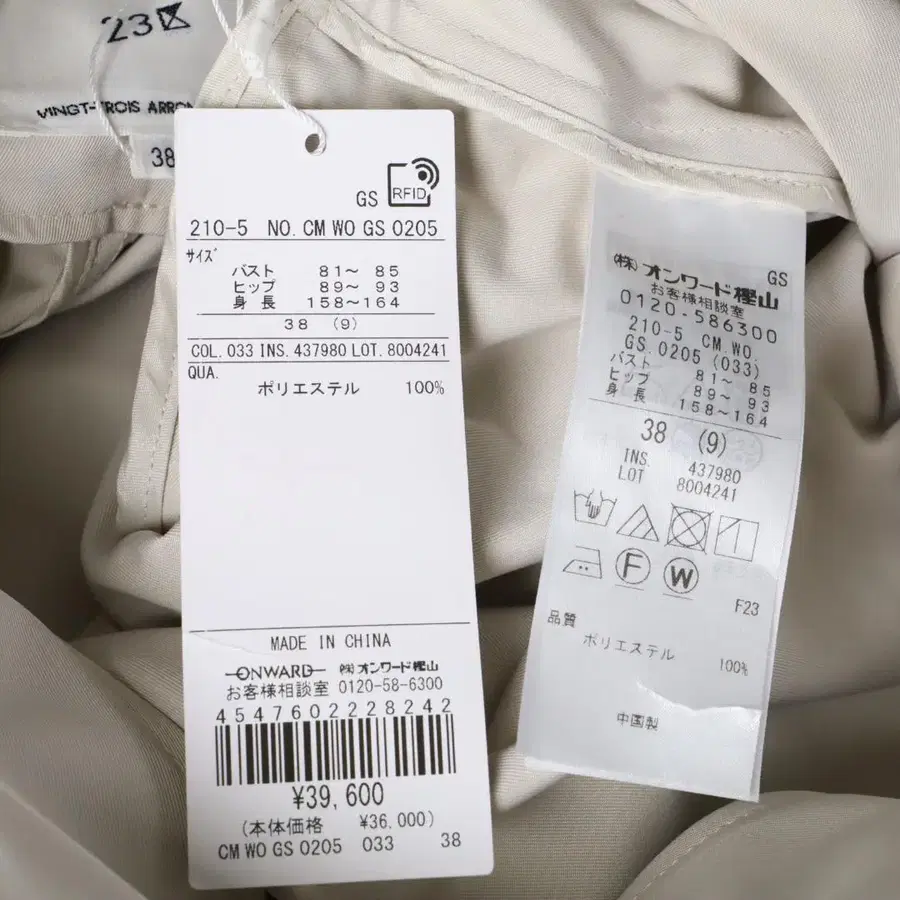 23区
VINGT-TROIS ARRON
38
GS RFID
210-5 NO. CM WO GS 0205
サイズ
バスト 81~ 85
ヒップ 89~ 93
身長 158~164
38 (9)
COL. 033 INS. 437980 LOT. 8004241
QUA.
ポリエステル 100%
MADE IN CHINA
ONWARD ㈱オンワード樫山
お客様相談室 0120-58-6300
4547602228242
¥39,600
(本体価格 ¥36,000)
CM WO GS 0205 033 38
GS
(株)オンワード樫山
お客様相談室
0120-586300
210-5 CM. WO.
GS. 0205 (033)
バスト 81~ 85
ヒップ 89~ 93
身長 158~164
38 (9)
INS. 437980
LOT 8004241
F W
F23
品質
ポリエステル 100%
中国製